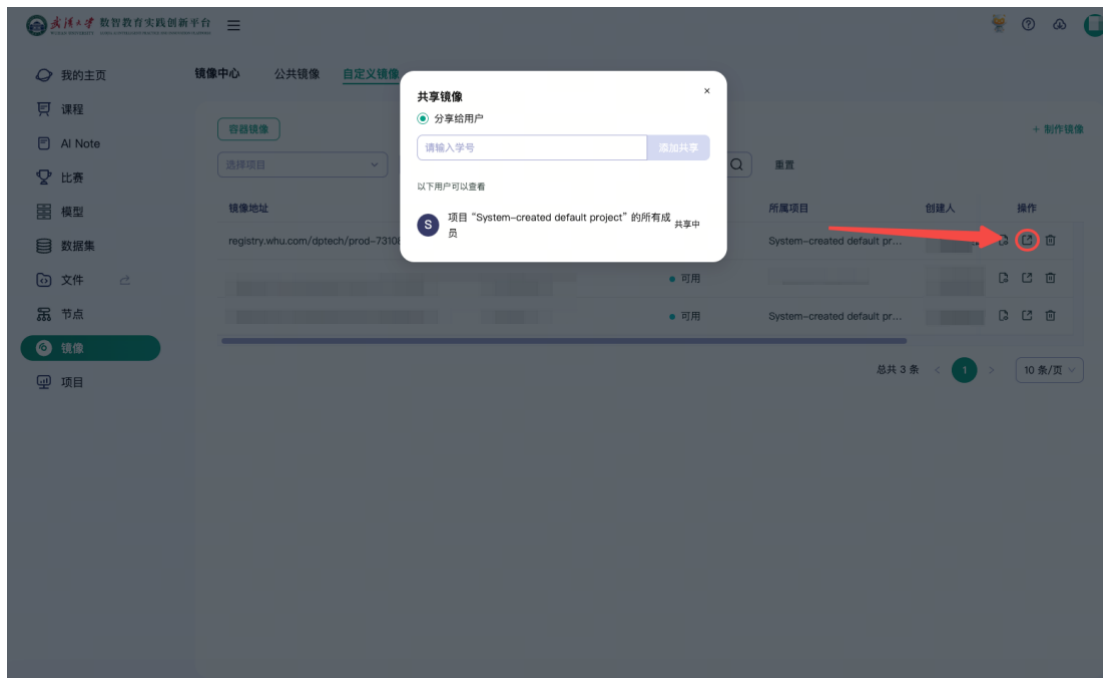 武汉大学 数智教育实践创新平台
我的主页
课程
AI Note
比赛
模型
数据集
文件
节点
镜像
项目
镜像中心 公共镜像 自定义镜像
容器镜像
+ 制作镜像
选择项目
重置
镜像地址 所属项目 创建人 操作
registry.whu.com/dptech/prod-7310 System-created default pr...
可用
可用 System-created default pr...
总共 3 条 < 1 > 10 条/页
共享镜像 ×
分享给用户
请输入学号 添加共享
以下用户可以查看
S 项目 “System-created default project” 的所有成
员 共享中